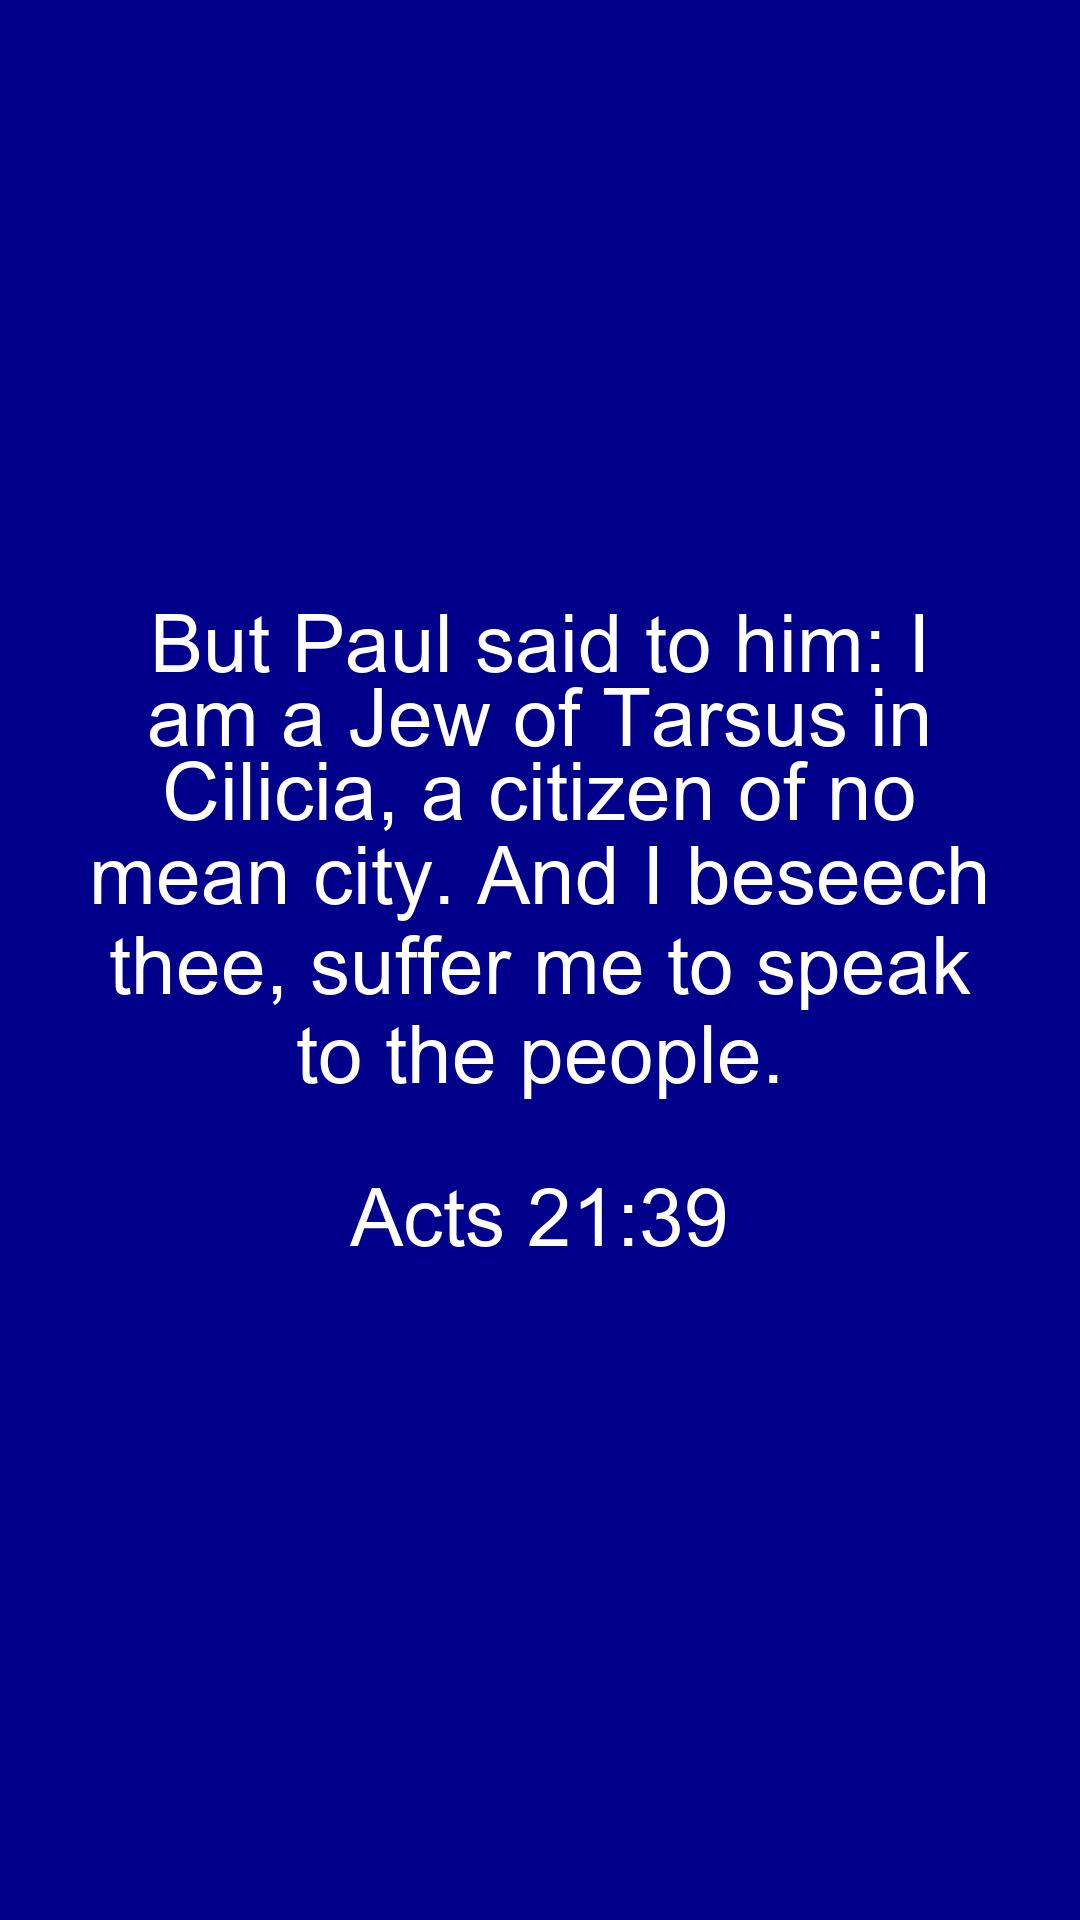 But Paul said to him: I
am a Jew of Tarsus in
Cilicia, a citizen of no
mean city. And I beseech
thee, suffer me to speak
to the people.
Acts 21:39